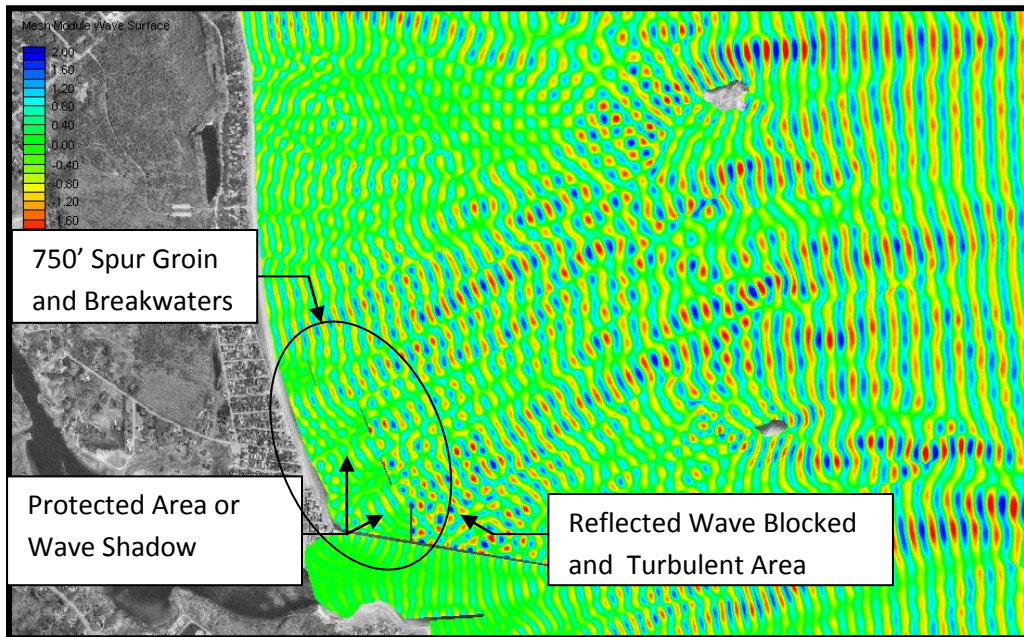 Mesh Module Wave Surface
2.00
1.60
1.20
0.80
0.40
0.00
-0.40
-0.80
-1.20
-1.60
750’ Spur Groin
and Breakwaters
Protected Area or
Wave Shadow
Reflected Wave Blocked
and Turbulent Area